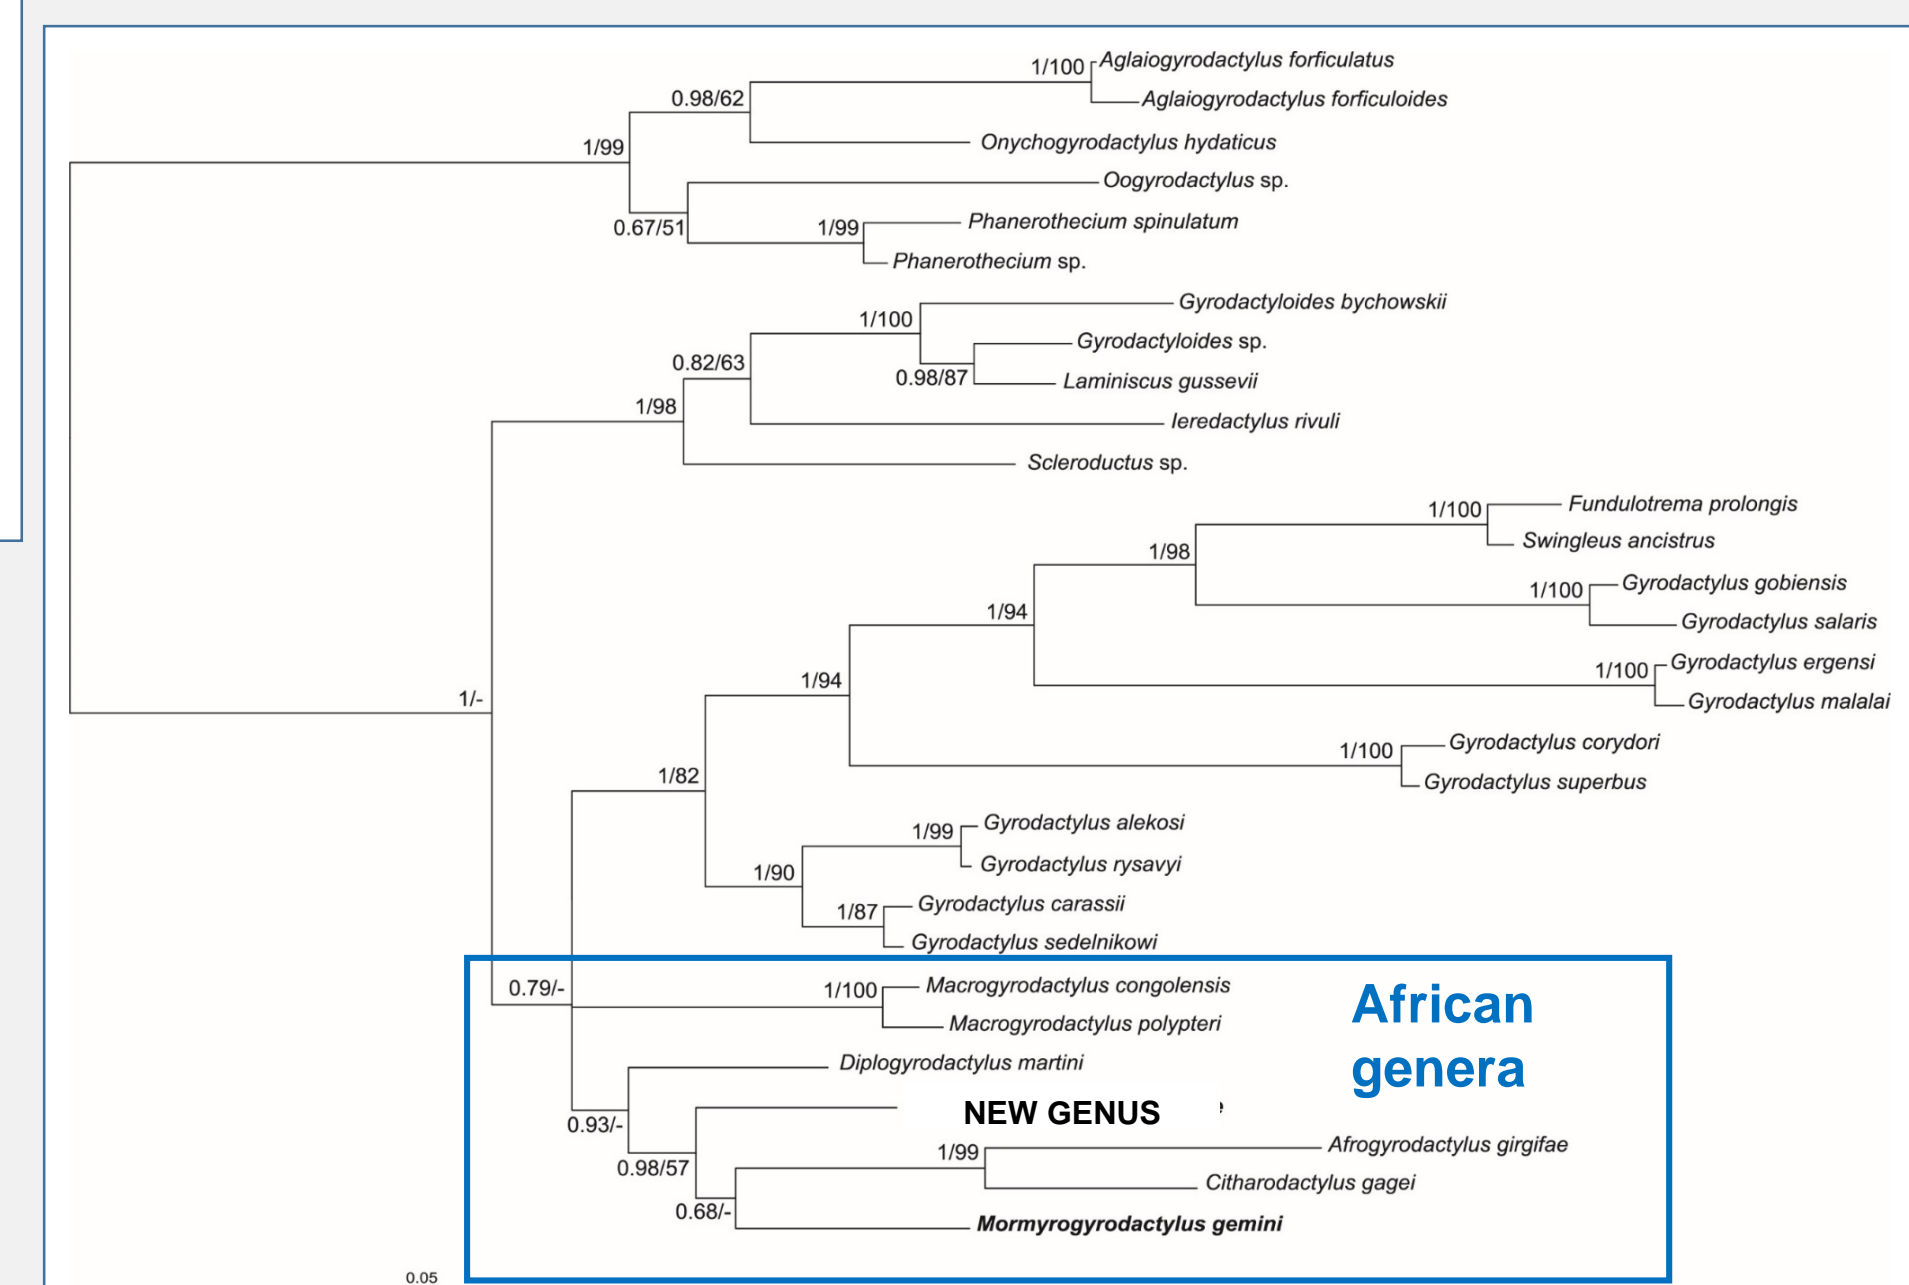 1/100 Aglaiogyrodactylus forficulatus
0.98/62 Aglaiogyrodactylus forficuloides
1/99 Onychogyrodactylus hydaticus
Oogyrodactylus sp.
0.67/51 1/99 Phanerothecium spinulatum
Phanerothecium sp.
Gyrodactyloides bychowskii
1/100
Gyrodactyloides sp.
0.82/63
0.98/87 Laminiscus gussevii
1/98 Ieredactylus rivuli
Scleroductus sp.
1/100 Fundulotrema prolongis
1/98 Swingleus ancistrus
1/100 Gyrodactylus gobiensis
1/94 Gyrodactylus salaris
1/100 Gyrodactylus ergensi
1/94
1/- Gyrodactylus malalai
1/100 Gyrodactylus corydori
1/82 Gyrodactylus superbus
1/99 Gyrodactylus alekosi
1/90 Gyrodactylus rysavyi
1/87 Gyrodactylus carassii
Gyrodactylus sedelnikowi
0.79/- 1/100 Macrogyrodactylus congolensis
Macrogyrodactylus polypteri
African
genera
Diplogyrodactylus martini
0.93/- NEW GENUS
1/99 Afrogyrodactylus girgifae
0.98/57
Citharodactylus gagei
0.68/- Mormyrogyrodactylus gemini
0.05